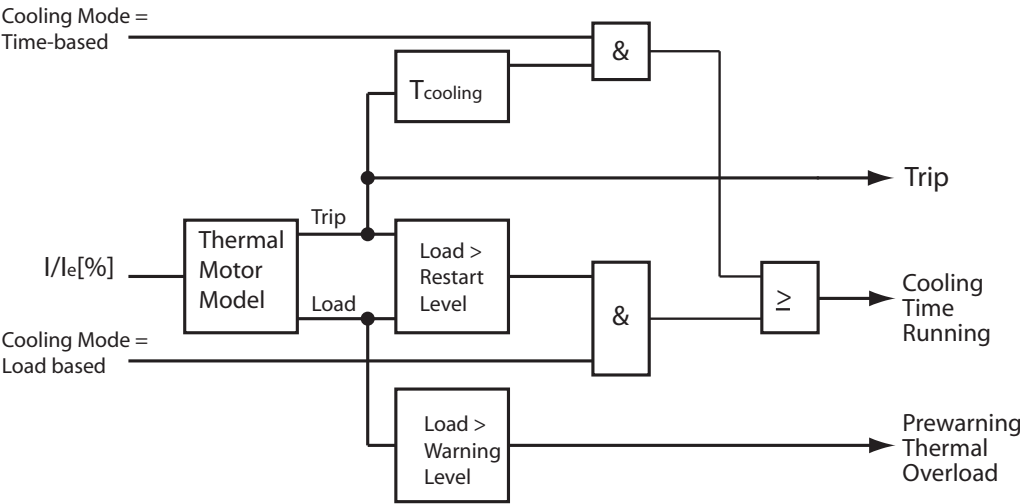 Cooling Mode =
Time-based
&
Tcooling
Trip
Trip
Thermal
Motor
Model
I/Ie[%]
Load >
Restart
Level
Load
&
≥
Cooling
Time
Running
Cooling Mode =
Load based
Load >
Warning
Level
Prewarning
Thermal
Overload